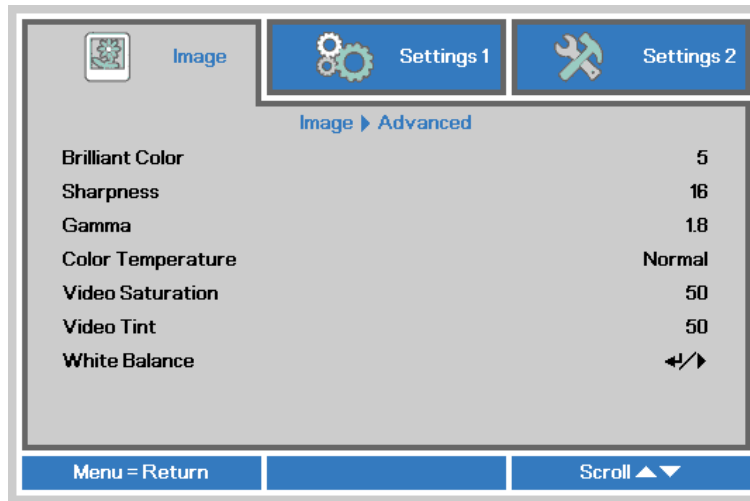 Image Settings 1 Settings 2
Image ▶ Advanced
Brilliant Color 5
Sharpness 16
Gamma 1.8
Color Temperature Normal
Video Saturation 50
Video Tint 50
White Balance ↵/▶
Menu = Return Scroll ▲▼